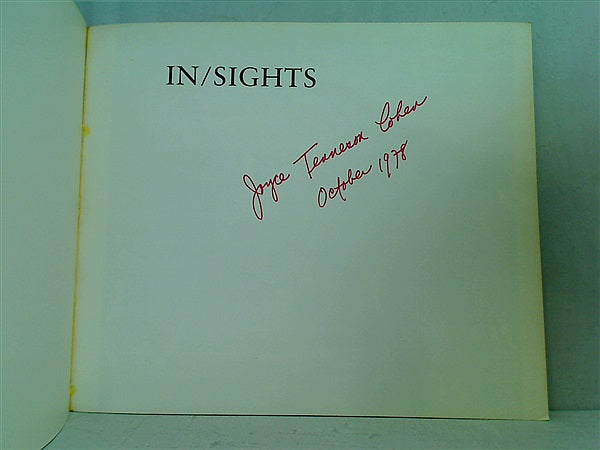 IN/SIGHTS
Joyce Tenneson Cohen
October 1978